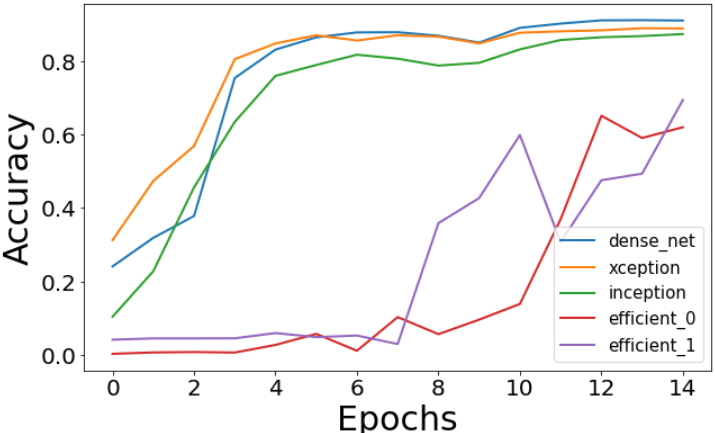 Accuracy
0.8
0.6
0.4
0.2
0.0
0 2 4 6 8 10 12 14
Epochs
dense_net
xception
inception
efficient_0
efficient_1